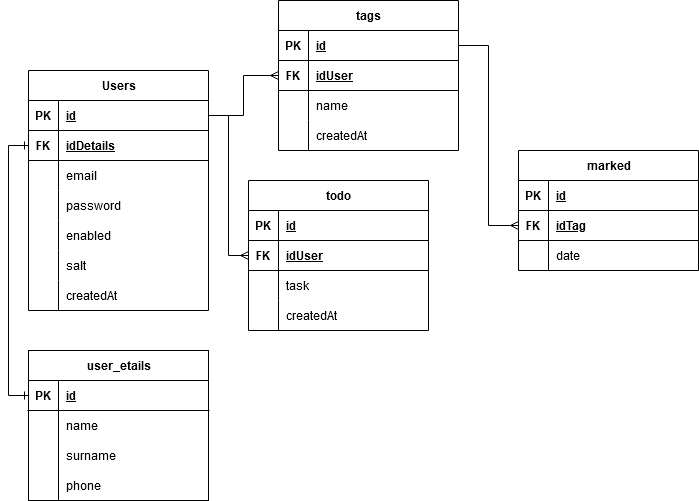 tags
PK id
FK idUser
name
createdAt
Users
PK id
FK idDetails
email
password
enabled
salt
createdAt
todo
PK id
FK idUser
task
createdAt
marked
PK id
FK idTag
date
user_etails
PK id
name
surname
phone